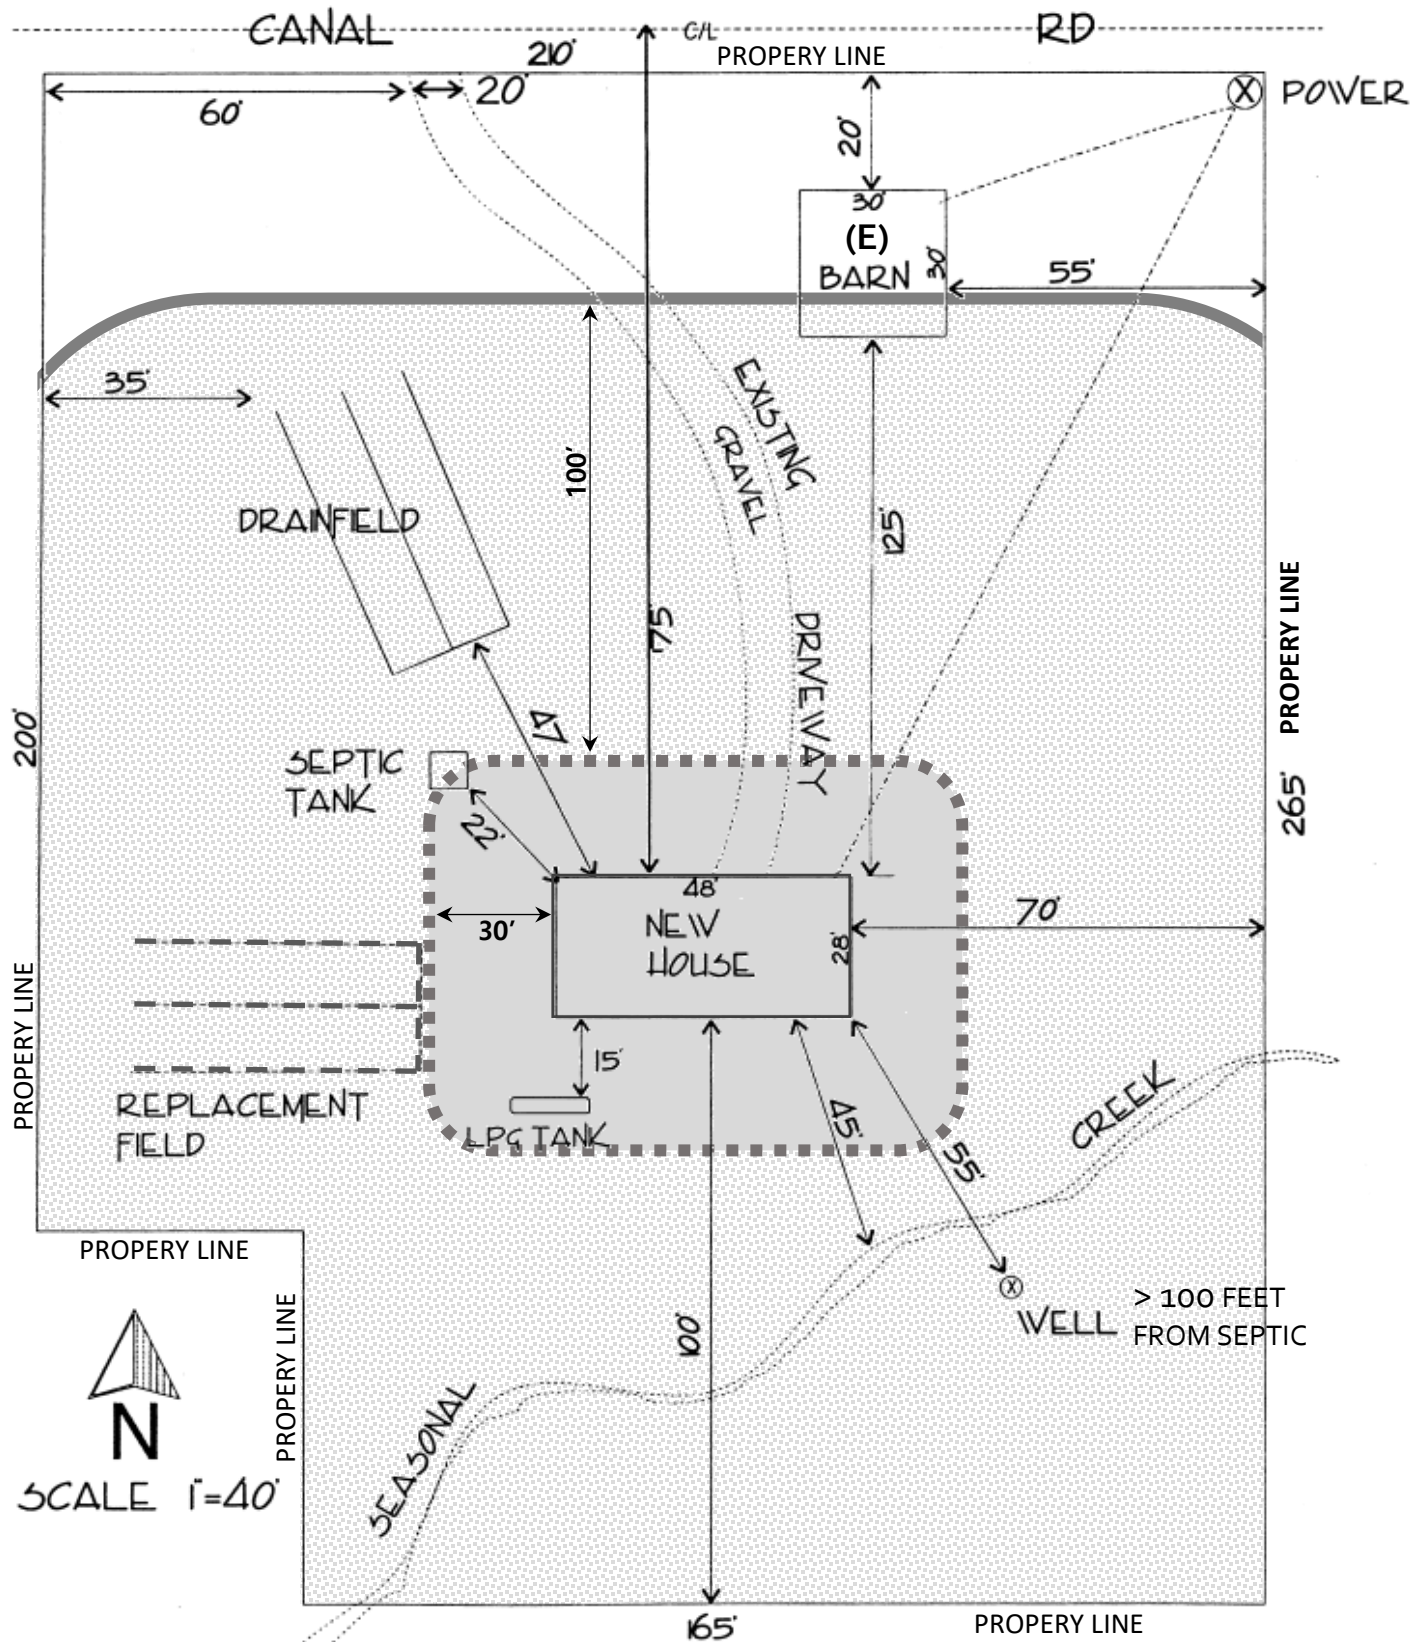 CANAL RD
C/L
210'
PROPERY LINE
60'
20'
POWER
20'
30'
(E)
30'
BARN
55'
35'
100'
EXISTING
GRAVEL
DRIVEWAY
DRAINFIELD
125'
75'
47'
PROPERY LINE
200'
265'
SEPTIC
TANK
22'
48'
NEW
HOUSE
28'
30'
70'
PROPERY LINE
15'
LPG TANK
REPLACEMENT
FIELD
45'
55'
CREEK
PROPERY LINE
WELL
> 100 FEET
FROM SEPTIC
PROPERY LINE
100'
SEASONAL
N
SCALE 1"=40'
165'
PROPERY LINE